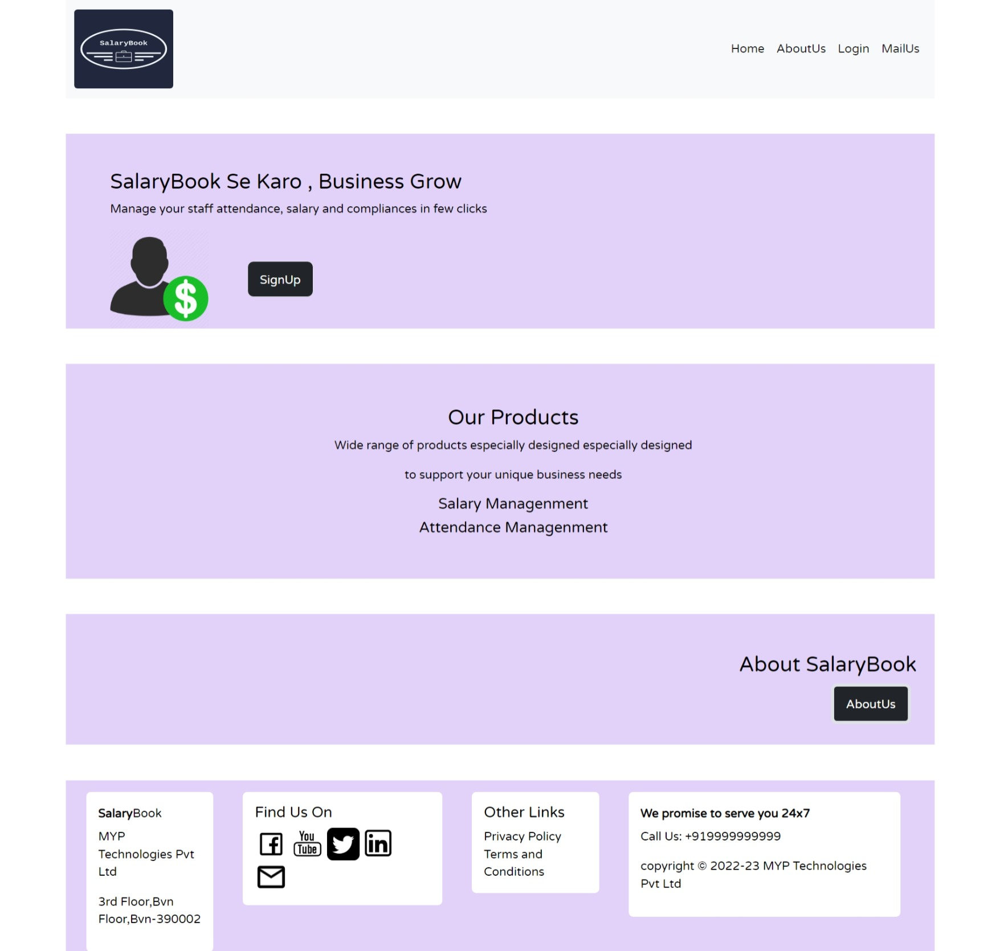 SalaryBook
Home AboutUs Login MailUs
SalaryBook Se Karo , Business Grow
Manage your staff attendance, salary and compliances in few clicks
$
SignUp
Our Products
Wide range of products especially designed especially designed
to support your unique business needs
Salary Managenment
Attendance Managenment
About SalaryBook
AboutUs
SalaryBook
MYP
Technologies Pvt
Ltd
3rd Floor,Bvn
Floor,Bvn-390002
Find Us On
f
You
Tube
in
Other Links
Privacy Policy
Terms and
Conditions
We promise to serve you 24x7
Call Us: +919999999999
copyright © 2022-23 MYP Technologies
Pvt Ltd